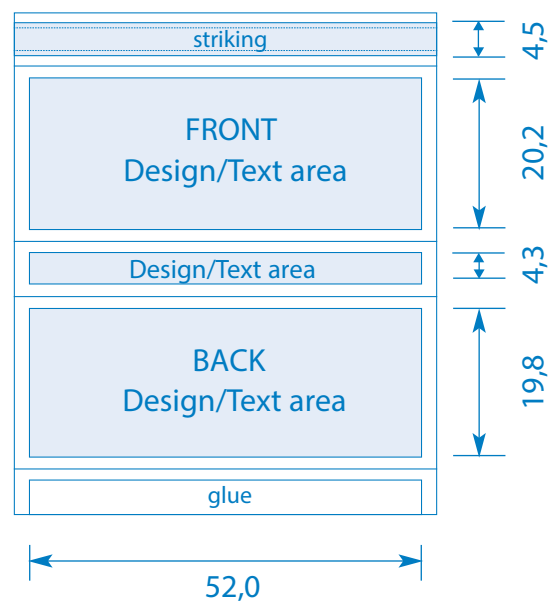 striking
4,5
FRONT
Design/Text area
20,2
Design/Text area
4,3
BACK
Design/Text area
19,8
glue
52,0